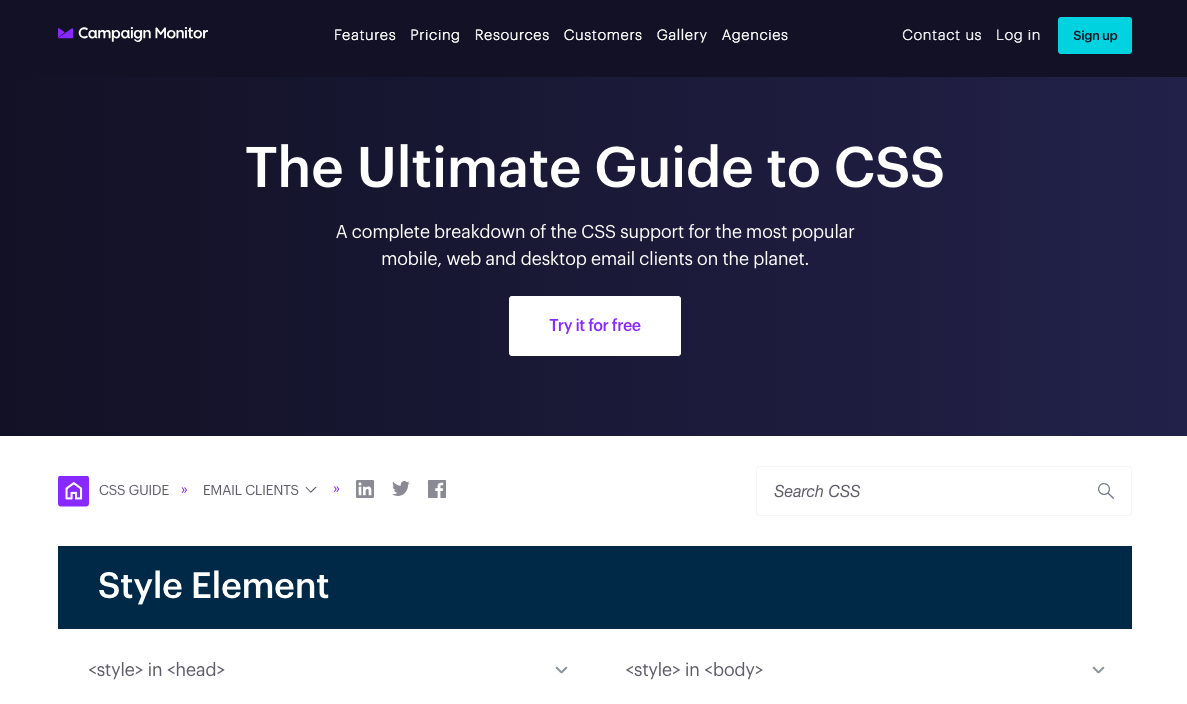 Campaign Monitor Features Pricing Resources Customers Gallery Agencies Contact us Log in Sign up
The Ultimate Guide to CSS
A complete breakdown of the CSS support for the most popular
mobile, web and desktop email clients on the planet.
Try it for free
CSS GUIDE » EMAIL CLIENTS » Search CSS
Style Element
<style> in <head> <style> in <body>